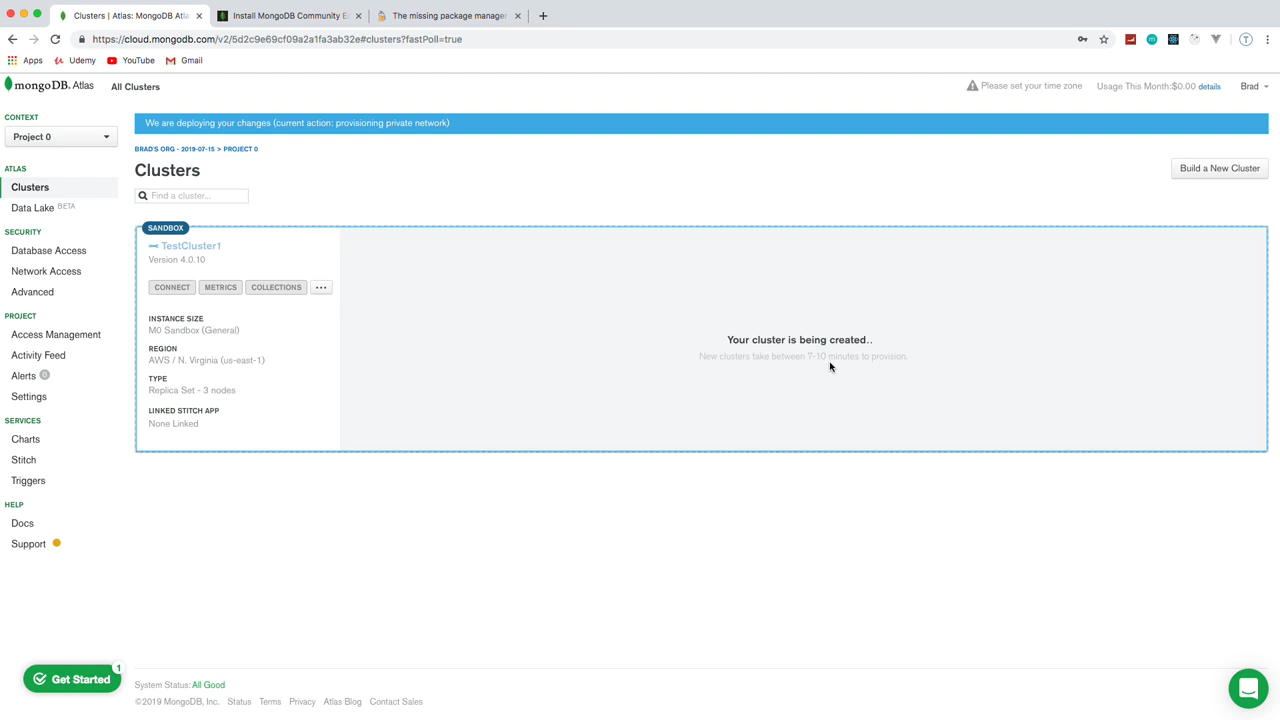 Clusters | Atlas: MongoDB Atla
Install MongoDB Community E
The missing package manager
https://cloud.mongodb.com/v2/5d2c9e69cf09a2a1fa3ab32e#clusters?fastPoll=true
Apps
Udemy
YouTube
Gmail
mongoDB. Atlas
All Clusters
Please set your time zone
Usage This Month:$0.00 details
Brad
CONTEXT
Project 0
ATLAS
Clusters
Data Lake BETA
SECURITY
Database Access
Network Access
Advanced
PROJECT
Access Management
Activity Feed
Alerts 0
Settings
SERVICES
Charts
Stitch
Triggers
HELP
Docs
Support
Get Started
1
We are deploying your changes (current action: provisioning private network)
BRAD'S ORG - 2019-07-15 > PROJECT 0
Clusters
Build a New Cluster
Find a cluster...
SANDBOX
TestCluster1
Version 4.0.10
CONNECT
METRICS
COLLECTIONS
...
INSTANCE SIZE
M0 Sandbox (General)
REGION
AWS / N. Virginia (us-east-1)
TYPE
Replica Set - 3 nodes
LINKED STITCH APP
None Linked
Your cluster is being created..
New clusters take between 7-10 minutes to provision.
System Status: All Good
©2019 MongoDB, Inc.
Status
Terms
Privacy
Atlas Blog
Contact Sales